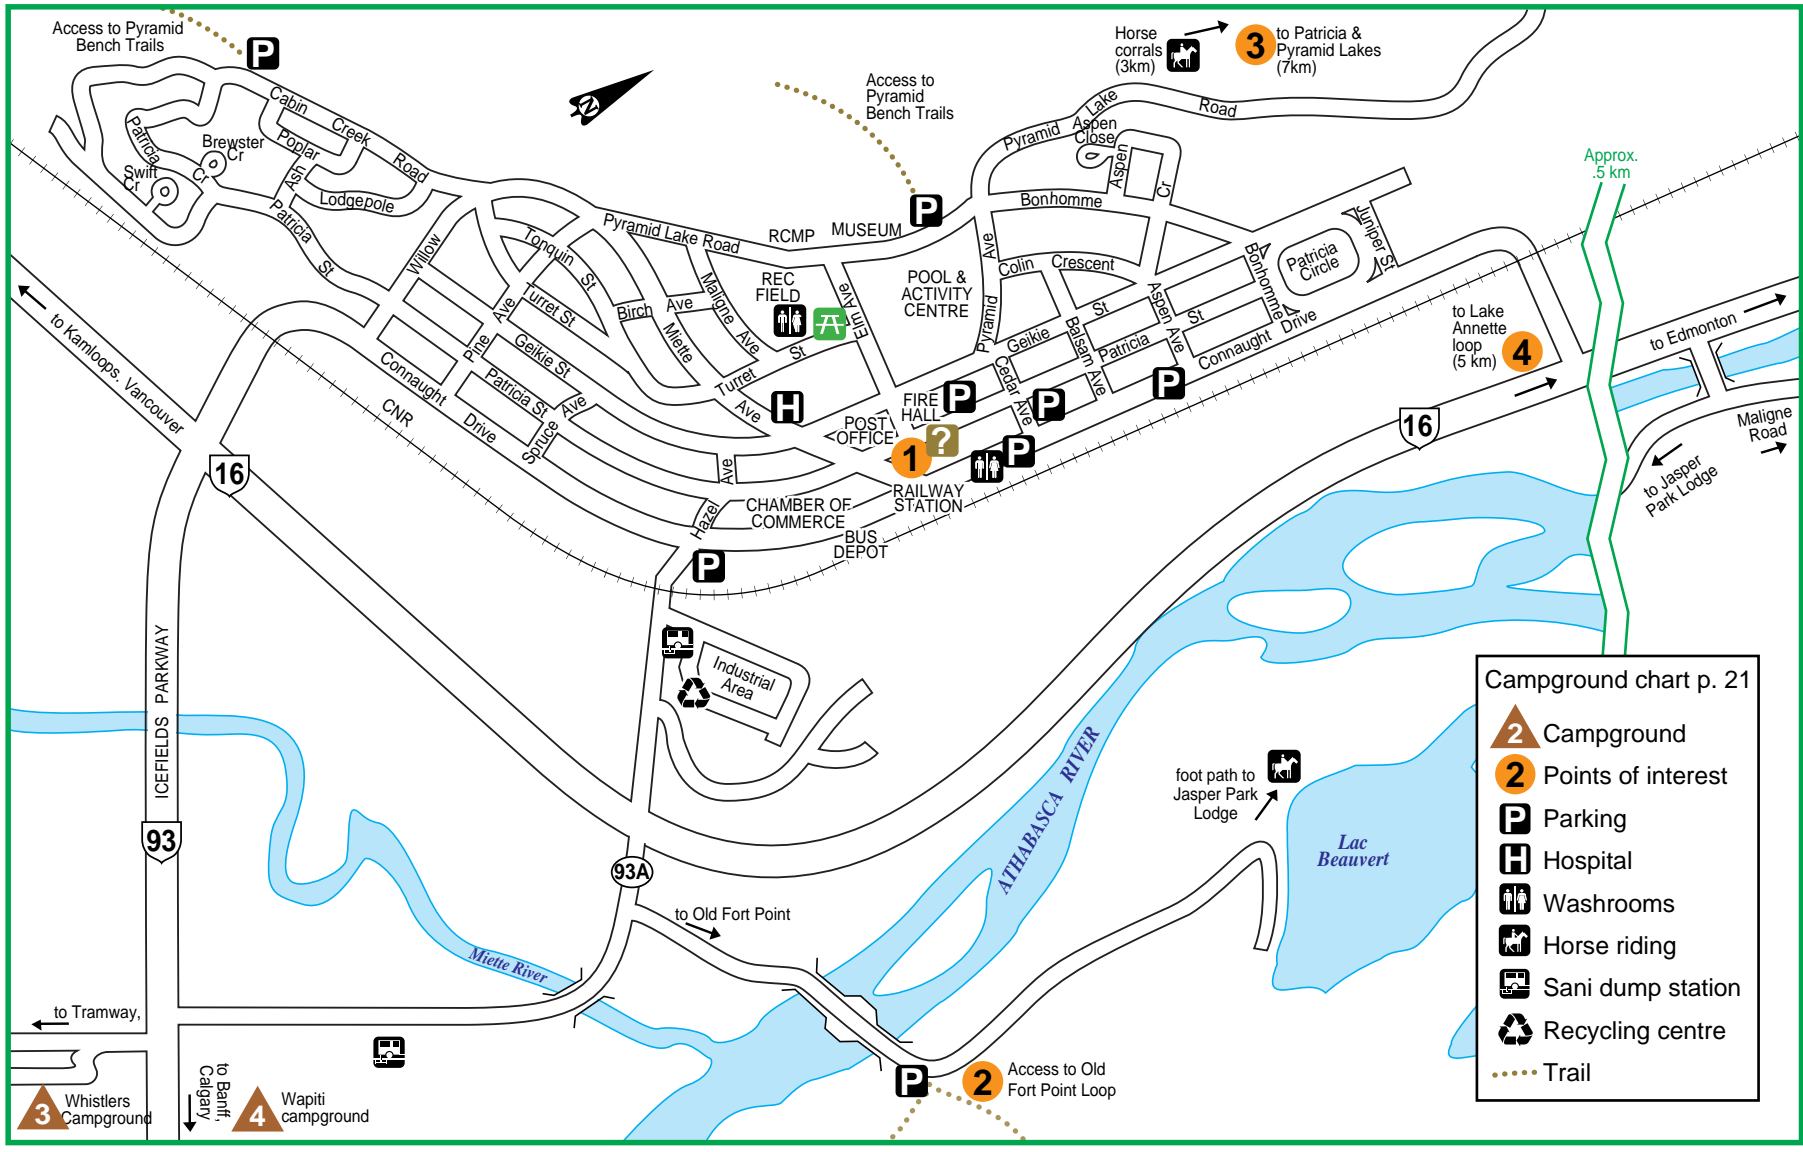 Access to Pyramid
Bench Trails
P
Cabin
Creek
Road
Poplar
Ash
Lodgepole
Patricia
Cr
Brewster
Cr
Swift
Cr
Patricia
St
N
Access to
Pyramid
Bench Trails
P
Horse
corrals
(3km)
3
to Patricia &
Pyramid Lakes
(7km)
Pyramid
Lake
Road
Aspen
Close
Aspen
Cr
Bonhomme
Approx.
.5 km
Willow
Tonquin
St
Pyramid Lake Road
RCMP
MUSEUM
REC
FIELD
Elm Ave
POOL &
ACTIVITY
CENTRE
Pyramid
Ave
Colin
Crescent
Bonhomme
Patricia
Circle
Juniper St
Maligne
Ave
Birch
Ave
Miette
Ave
Turret St
Turret
St
Pine
Ave
Geikie St
Patricia St
Spruce
Ave
Connaught
Drive
CNR
Geikie
St
Patricia
St
Cedar Ave
Balsam Ave
Aspen Ave
Connaught
Drive
to Lake
Annette
loop
(5 km)
4
to Edmonton
Maligne
Road
to Jasper
Park Lodge
16
to Kamloops. Vancouver
16
H
POST
OFFICE
FIRE
HALL
P
P
P
P
?
1
RAILWAY
STATION
Hazel
Ave
CHAMBER OF
COMMERCE
BUS
DEPOT
P
Industrial
Area
ICEFIELDS PARKWAY
93
93A
to Old Fort Point
Miette River
ATHABASCA RIVER
foot path to
Jasper Park
Lodge
Lac
Beauvert
to Tramway,
3
Whistlers
Campground
to Banff,
Calgary
4
Wapiti
campground
P
2
Access to Old
Fort Point Loop
Campground chart p. 21
2
Campground
2
Points of interest
P
Parking
H
Hospital
Washrooms
Horse riding
Sani dump station
Recycling centre
Trail